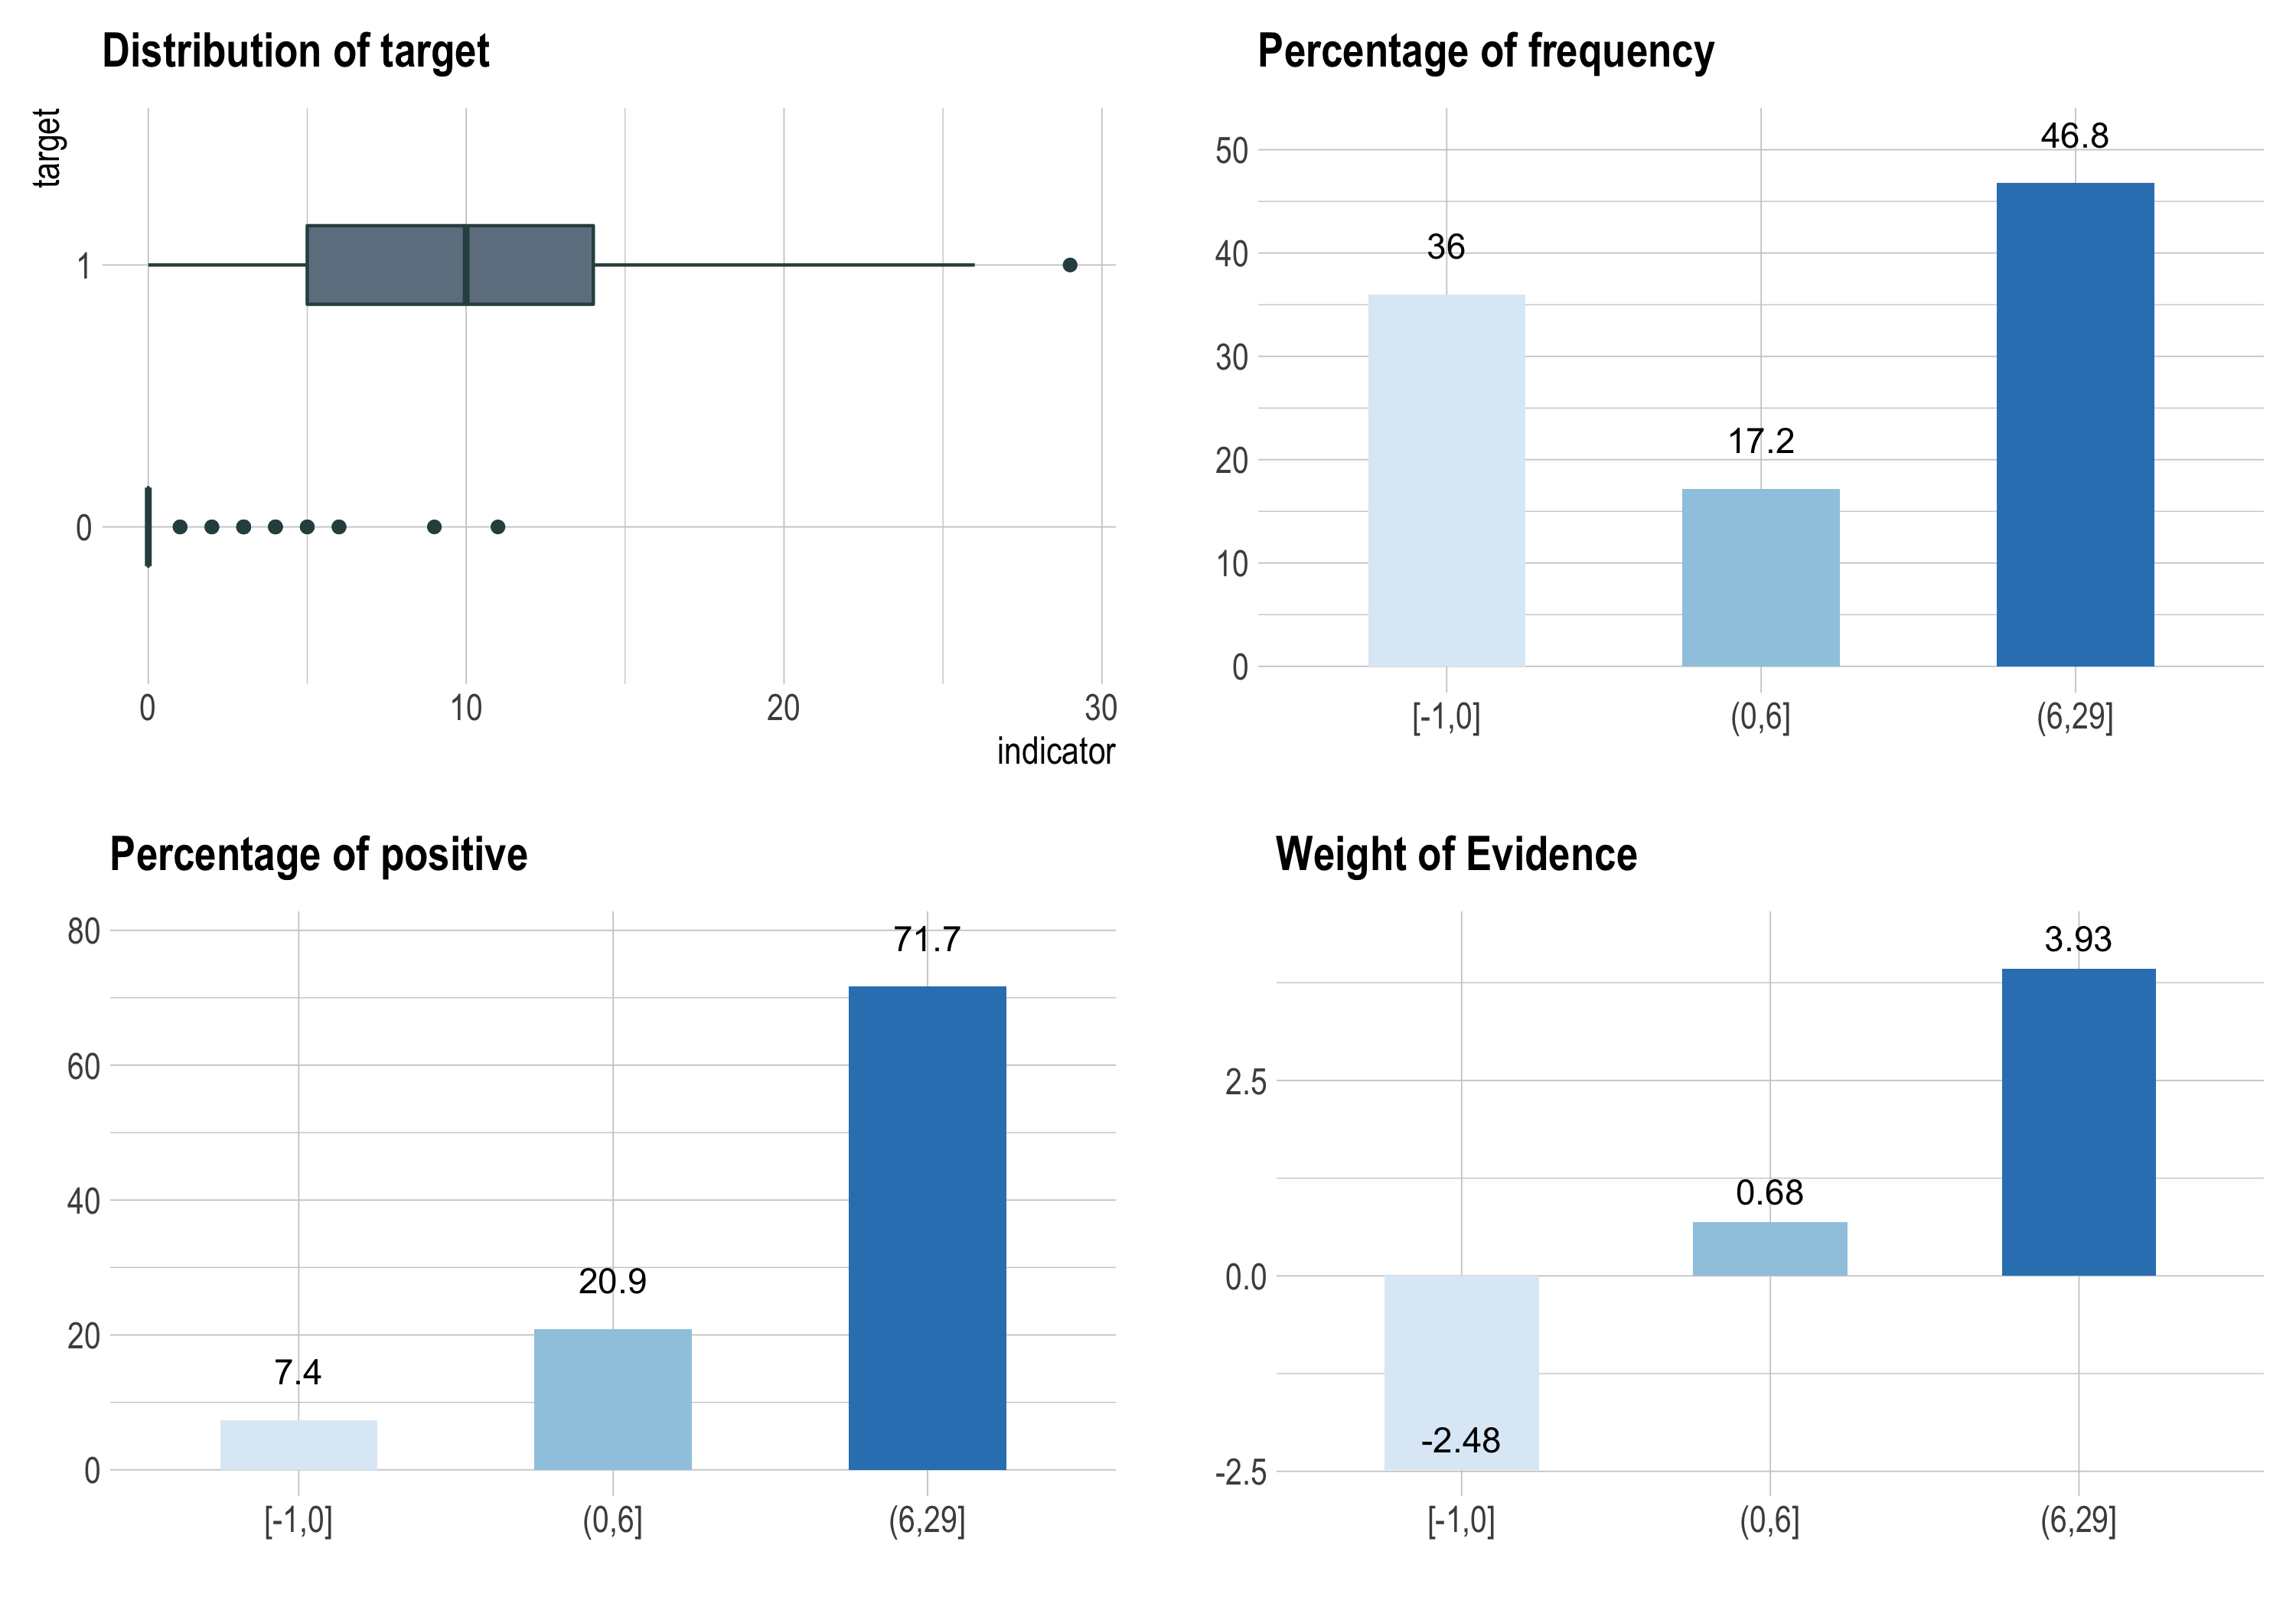 Distribution of target
target
1
0
0 10 20 30
indicator
Percentage of frequency
50
40
30
20
10
0
46.8
36
17.2
[-1,0] (0,6] (6,29]
Percentage of positive
80
60
40
20
0
71.7
20.9
7.4
[-1,0] (0,6] (6,29]
Weight of Evidence
2.5
0.0
-2.5
3.93
0.68
-2.48
[-1,0] (0,6] (6,29]